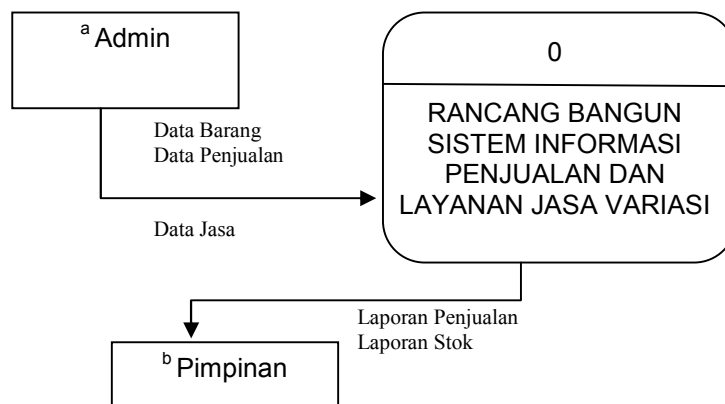 a Admin
0
RANCANG BANGUN
SISTEM INFORMASI
PENJUALAN DAN
LAYANAN JASA VARIASI
Data Barang
Data Penjualan
Data Jasa
Laporan Penjualan
Laporan Stok
b Pimpinan